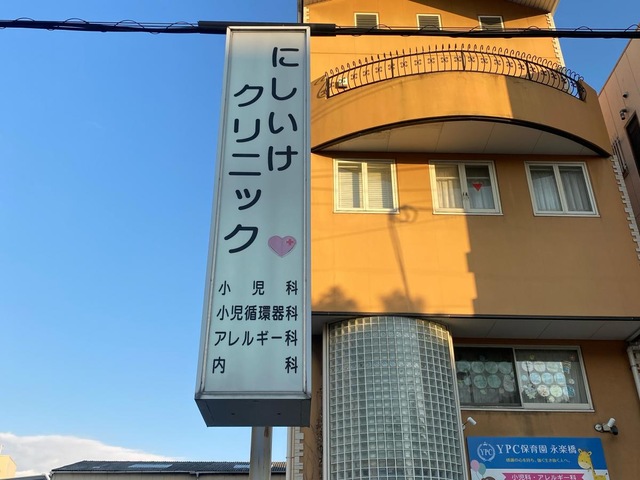 にしいけ
クリニック
小児科
小児循環器科
アレルギー科
内科
YPC保育園 永楽橋
小児科・アレルギー科